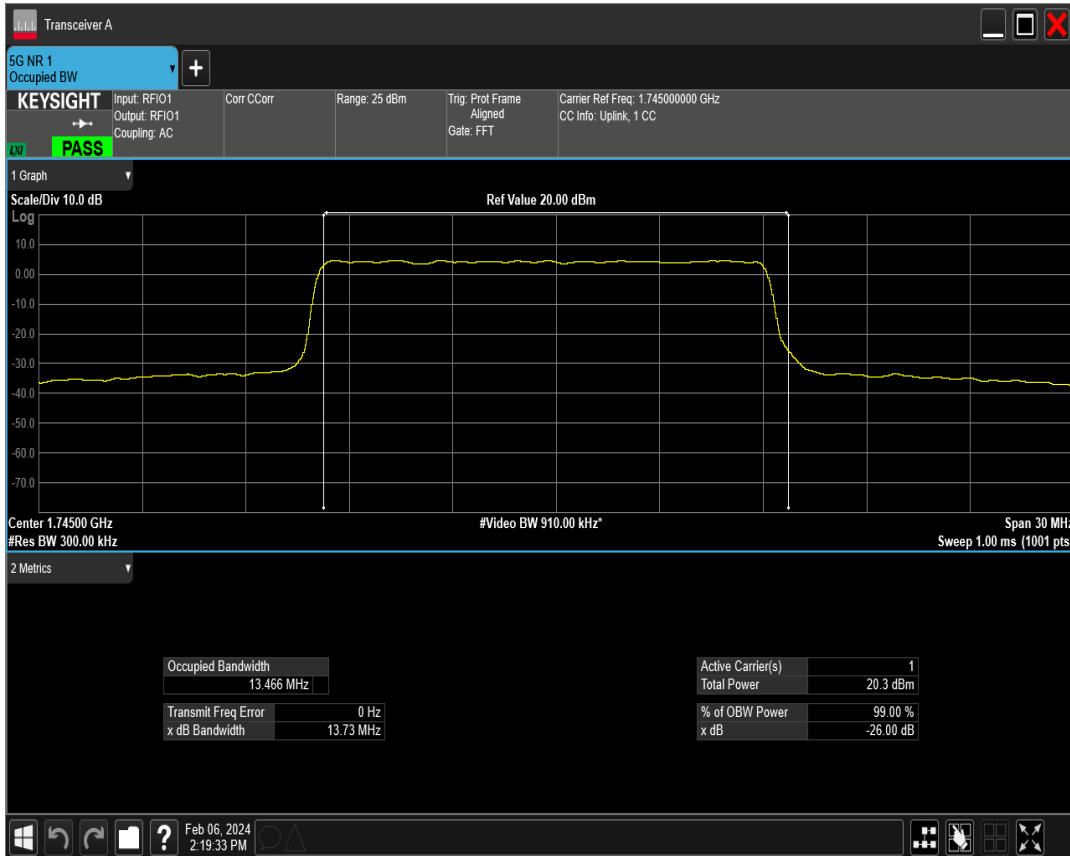 Transceiver A
5G NR 1
Occupied BW
KEYSIGHT
LXI
PASS
Input: RFIO1
Output: RFIO1
Coupling: AC
Corr CCorr
Range: 25 dBm
Trig: Prot Frame
Aligned
Gate: FFT
Carrier Ref Freq: 1.745000000 GHz
CC Info: Uplink, 1 CC
1 Graph
Scale/Div 10.0 dB
Ref Value 20.00 dBm
Log
10.0
0.00
-10.0
-20.0
-30.0
-40.0
-50.0
-60.0
-70.0
Center 1.74500 GHz
#Video BW 910.00 kHz*
Span 30 MHz
#Res BW 300.00 kHz
Sweep 1.00 ms (1001 pts
2 Metrics
Occupied Bandwidth
13.466 MHz
Transmit Freq Error 0 Hz
x dB Bandwidth 13.73 MHz
Active Carrier(s) 1
Total Power 20.3 dBm
% of OBW Power 99.00 %
x dB -26.00 dB
?
Feb 06, 2024
2:19:33 PM